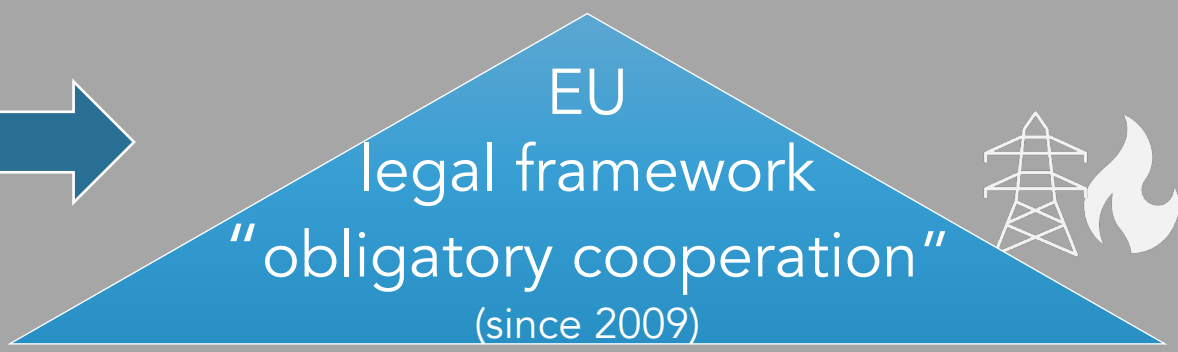 EU
legal framework
“obligatory cooperation”
(since 2009)